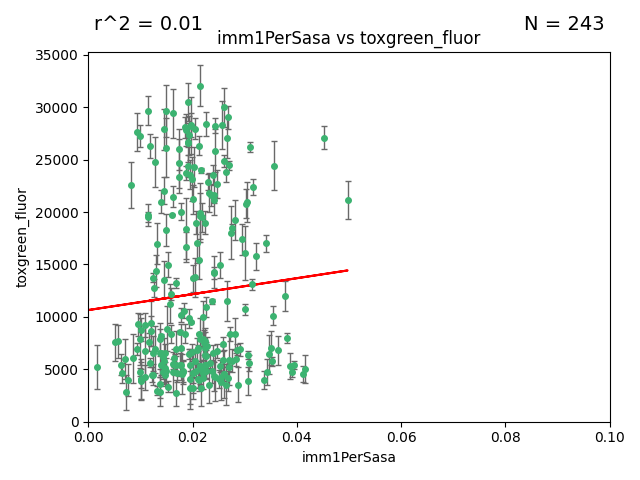 r^2 = 0.01
N = 243
imm1PerSasa vs toxgreen_fluor
35000
30000
25000
20000
15000
10000
5000
0
toxgreen_fluor
0.00
0.02
0.04
0.06
0.08
0.10
imm1PerSasa